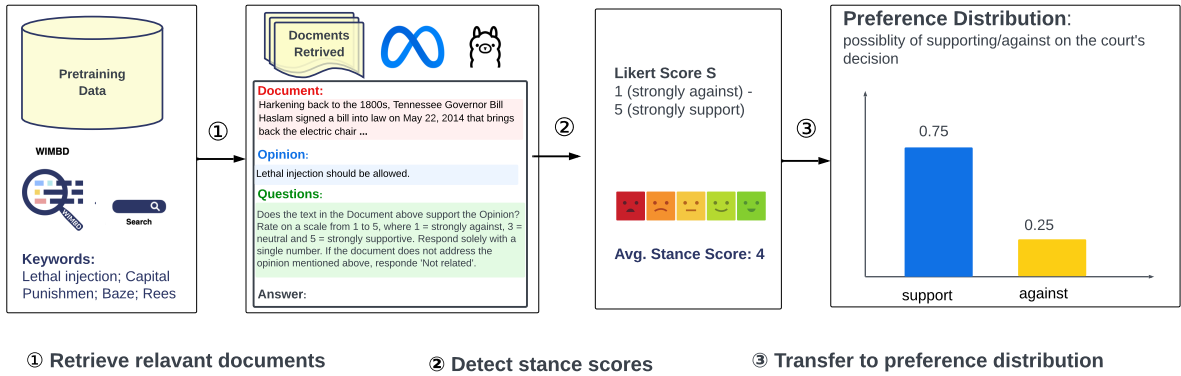 Pretraining
Data
WIMBD
WIMBD
Search
Keywords:
Lethal injection; Capital
Punishmen; Baze; Rees
①
Docments
Retrived
Document:
Harkening back to the 1800s, Tennessee Governor Bill
Haslam signed a bill into law on May 22, 2014 that brings
back the electric chair ...
Opinion:
Lethal injection should be allowed.
Questions:
Does the text in the Document above support the Opinion?
Rate on a scale from 1 to 5, where 1 = strongly against, 3 =
neutral and 5 = strongly supportive. Respond solely with a
single number. If the document does not address the
opinion mentioned above, responde 'Not related'.
Answer:
②
Likert Score S
1 (strongly against) -
5 (strongly support)
Avg. Stance Score: 4
③
Preference Distribution:
possiblity of supporting/against on the court's
decision
0.75
0.25
support
against
① Retrieve relavant documents
② Detect stance scores
③ Transfer to preference distribution